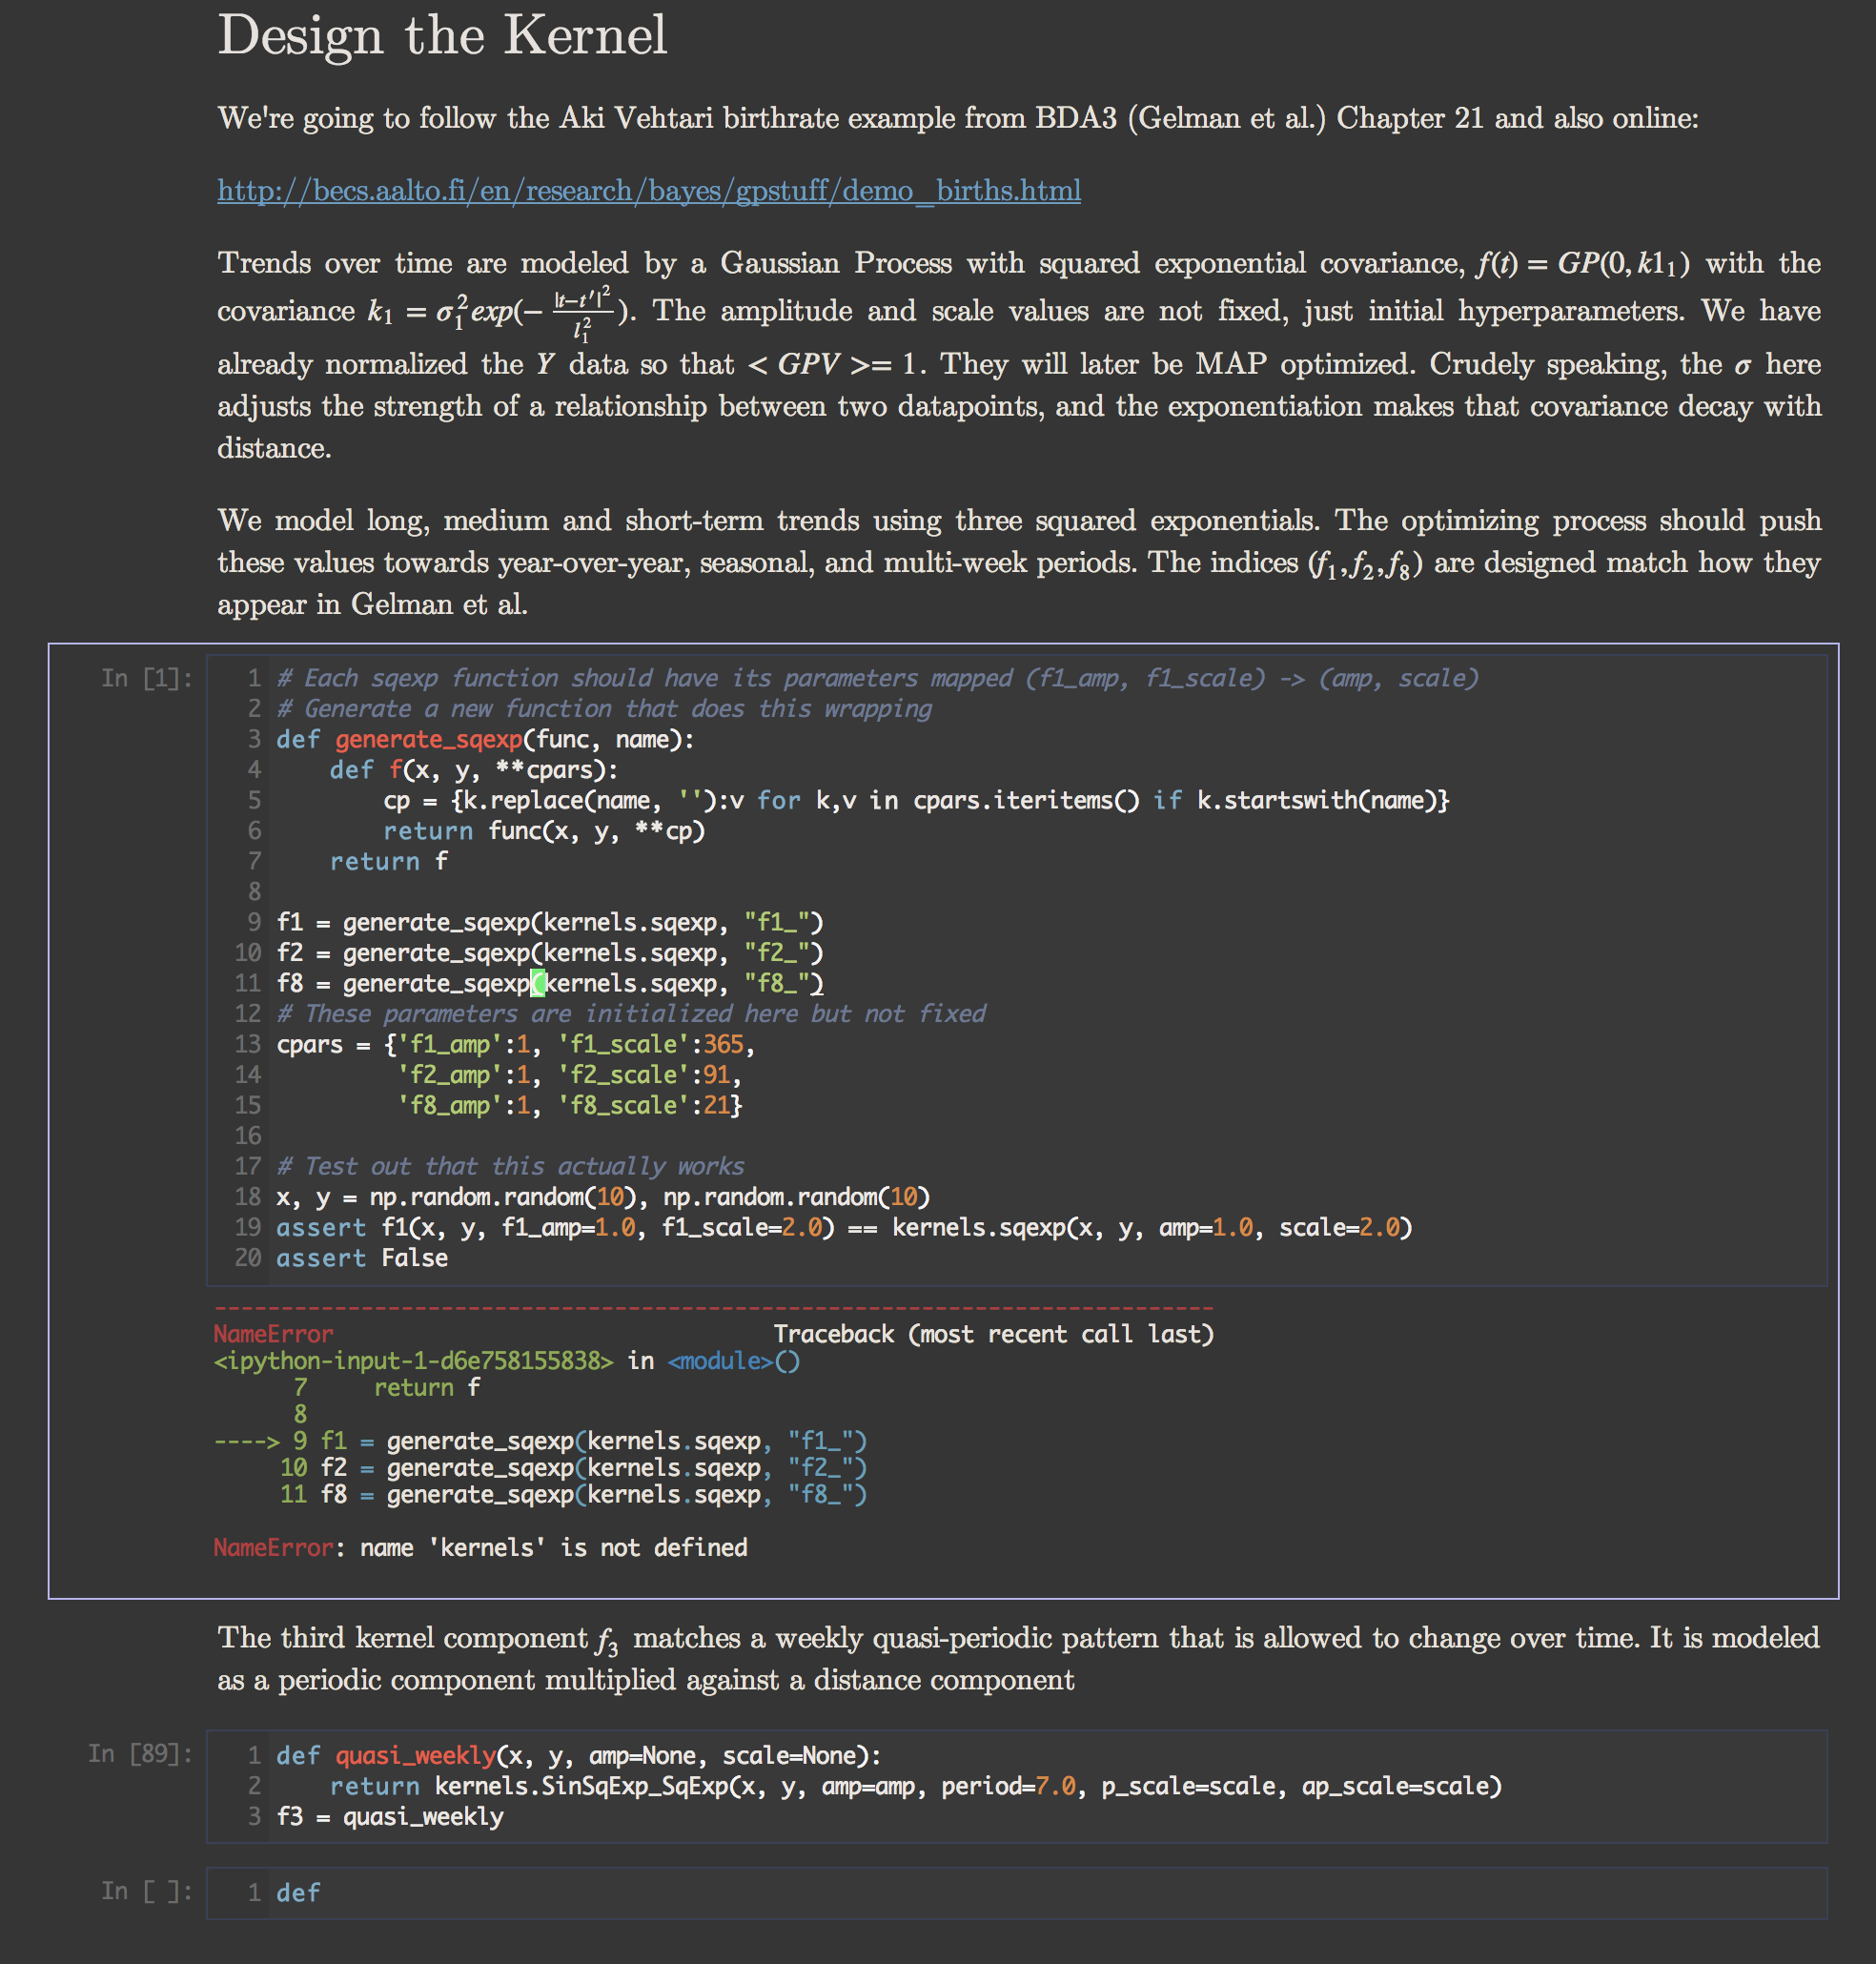 Design the Kernel
We're going to follow the Aki Vehtari birthrate example from BDA3 (Gelman et al.) Chapter 21 and also online:
http://becs.aalto.fi/en/research/bayes/gpstuff/demo_births.html
Trends over time are modeled by a Gaussian Process with squared exponential covariance, f(t) = GP(0, k1₁) with the
covariance k₁ = σ₁² exp(− |t−t′|² / l₁²). The amplitude and scale values are not fixed, just initial hyperparameters. We have
already normalized the Y data so that < GPV >= 1. They will later be MAP optimized. Crudely speaking, the σ here
adjusts the strength of a relationship between two datapoints, and the exponentiation makes that covariance decay with
distance.
We model long, medium and short-term trends using three squared exponentials. The optimizing process should push
these values towards year-over-year, seasonal, and multi-week periods. The indices (f₁,f₂,f₈) are designed match how they
appear in Gelman et al.
In [1]:
1 # Each sqexp function should have its parameters mapped (f1_amp, f1_scale) -> (amp, scale)
2 # Generate a new function that does this wrapping
3 def generate_sqexp(func, name):
4     def f(x, y, **cpars):
5         cp = {k.replace(name, ''):v for k,v in cpars.iteritems() if k.startswith(name)}
6         return func(x, y, **cp)
7     return f
8
9 f1 = generate_sqexp(kernels.sqexp, "f1_")
10 f2 = generate_sqexp(kernels.sqexp, "f2_")
11 f8 = generate_sqexp(kernels.sqexp, "f8_")
12 # These parameters are initialized here but not fixed
13 cpars = {'f1_amp':1, 'f1_scale':365,
14          'f2_amp':1, 'f2_scale':91,
15          'f8_amp':1, 'f8_scale':21}
16
17 # Test out that this actually works
18 x, y = np.random.random(10), np.random.random(10)
19 assert f1(x, y, f1_amp=1.0, f1_scale=2.0) == kernels.sqexp(x, y, amp=1.0, scale=2.0)
20 assert False
---------------------------------------------------------------------------
NameError                                 Traceback (most recent call last)
<ipython-input-1-d6e758155838> in <module>()
      7     return f
      8
----> 9 f1 = generate_sqexp(kernels.sqexp, "f1_")
     10 f2 = generate_sqexp(kernels.sqexp, "f2_")
     11 f8 = generate_sqexp(kernels.sqexp, "f8_")
NameError: name 'kernels' is not defined
The third kernel component f₃ matches a weekly quasi-periodic pattern that is allowed to change over time. It is modeled
as a periodic component multiplied against a distance component
In [89]:
1 def quasi_weekly(x, y, amp=None, scale=None):
2     return kernels.SinSqExp_SqExp(x, y, amp=amp, period=7.0, p_scale=scale, ap_scale=scale)
3 f3 = quasi_weekly
In [ ]:
1 def